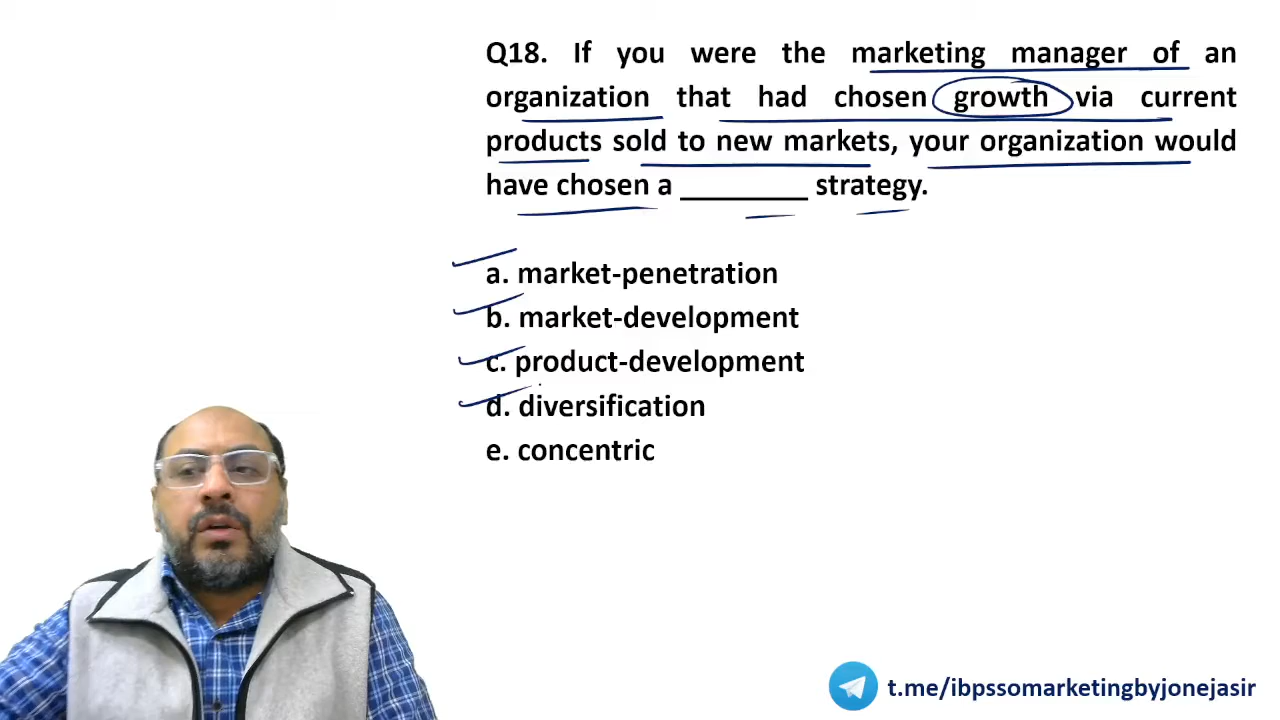 Q18. If you were the marketing manager of an
organization that had chosen growth via current
products sold to new markets, your organization would
have chosen a ________ strategy.
a. market-penetration
b. market-development
c. product-development
d. diversification
e. concentric
t.me/ibpssomarketingbyjonejasir